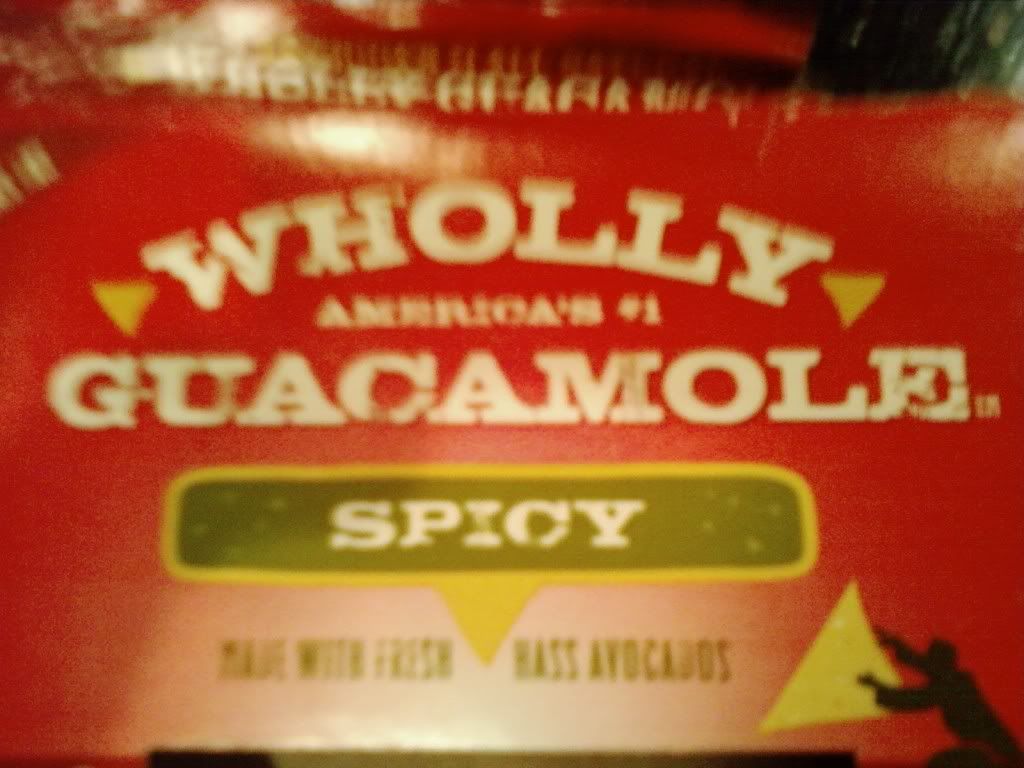 WHOLLY
AMERICA'S #1
GUACAMOLE
SPICY
MADE WITH FRESH HASS AVOCADOS